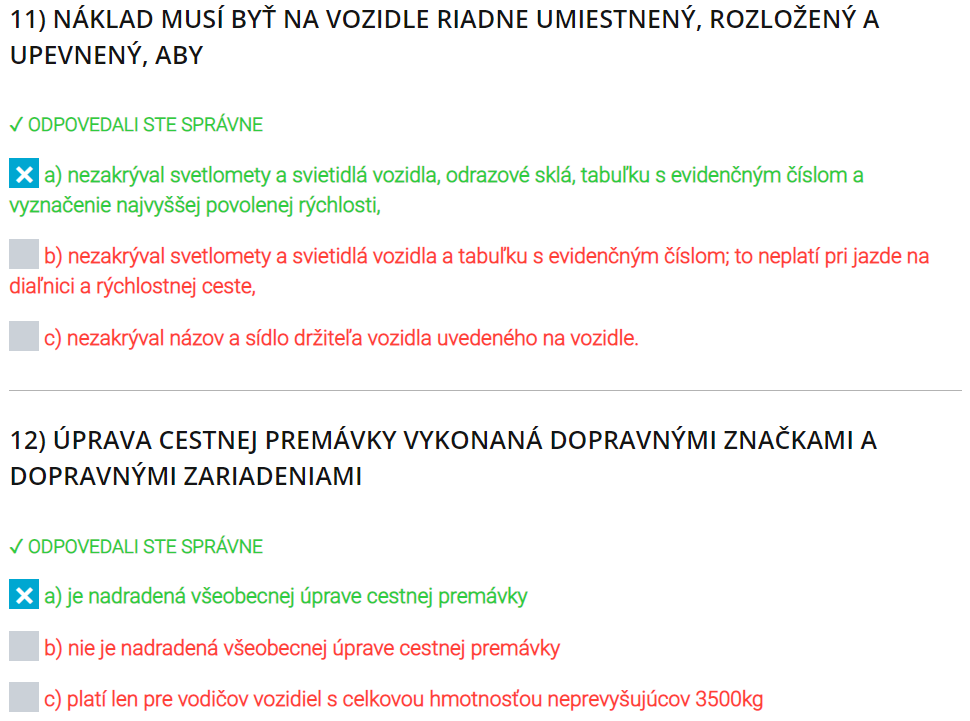 11) NÁKLAD MUSÍ BYŤ NA VOZIDLE RIADNE UMIESTNENÝ, ROZLOŽENÝ A
UPEVNENÝ, ABY
✓ ODPOVEDALI STE SPRÁVNE
a) nezakrýval svetlomety a svietidlá vozidla, odrazové sklá, tabuľku s evidenčným číslom a
vyznačenie najvyššej povolenej rýchlosti,
b) nezakrýval svetlomety a svietidlá vozidla a tabuľku s evidenčným číslom; to neplatí pri jazde na
diaľnici a rýchlostnej ceste,
c) nezakrýval názov a sídlo držiteľa vozidla uvedeného na vozidle.
12) ÚPRAVA CESTNEJ PREMÁVKY VYKONANÁ DOPRAVNÝMI ZNAČKAMI A
DOPRAVNÝMI ZARIADENIAMI
✓ ODPOVEDALI STE SPRÁVNE
a) je nadradená všeobecnej úprave cestnej premávky
b) nie je nadradená všeobecnej úprave cestnej premávky
c) platí len pre vodičov vozidiel s celkovou hmotnosťou neprevyšujúcov 3500kg